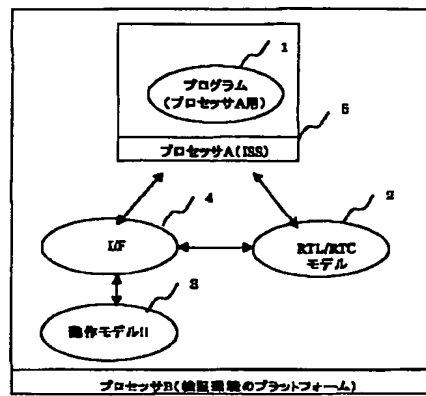 1
プログラム
(プロセッサA用)
5
プロセッサA(ISS)
4
2
I/F
RTL/RTC
モデル
3
動作モデルII
プロセッサB(検証環境のプラットフォーム)